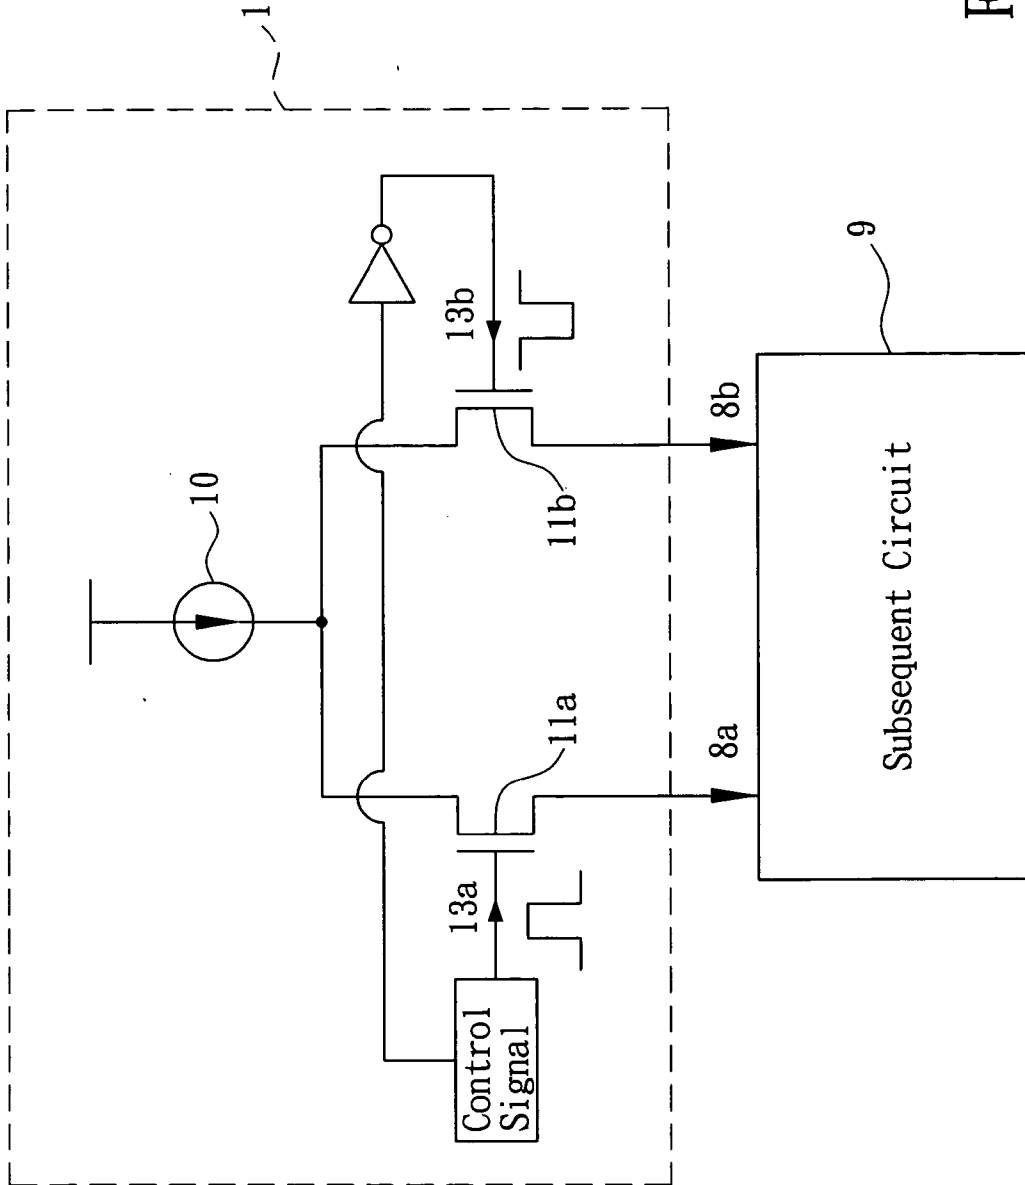 1
10
13b
11b
13a
11a
Control
Signal
8a
8b
9
Subsequent Circuit